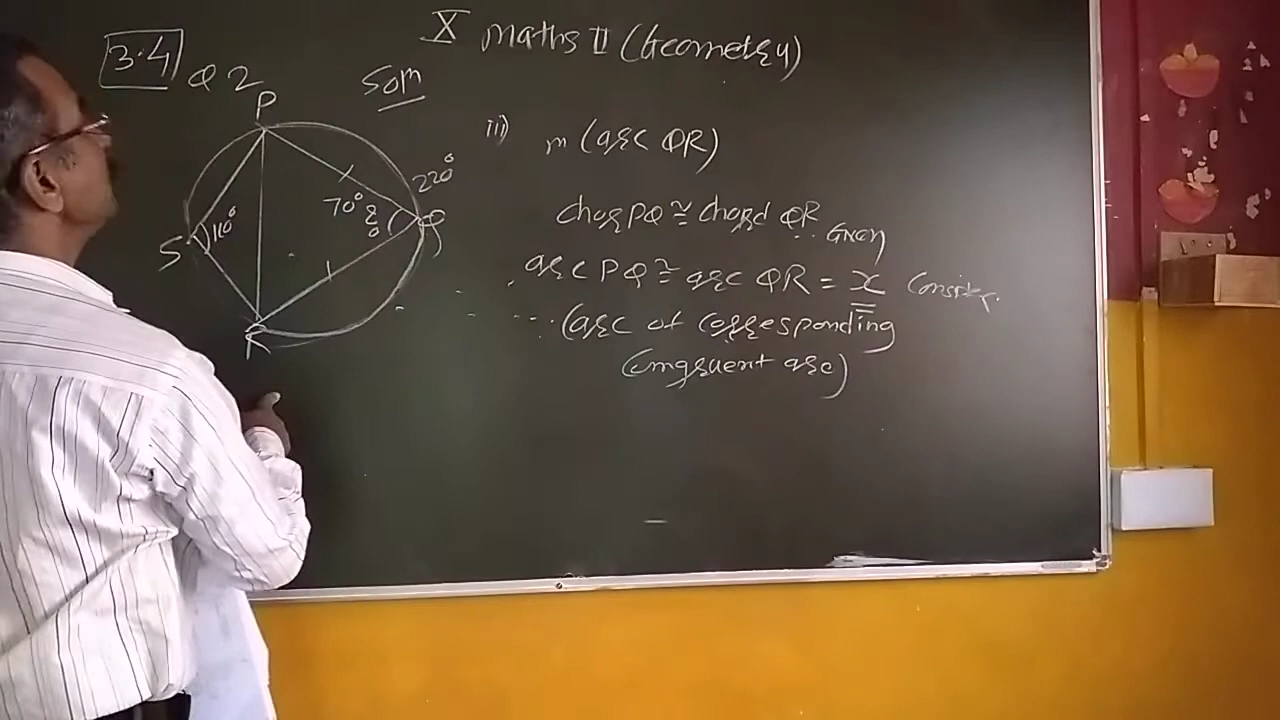 X maths II (Geometry)
3.4 Q 2
Soln
P
iii) m (arc QR)
220°
70°
Q
110°
S
R
chord PQ ≅ chord QR
.. Given
arc PQ ≅ arc QR = x Consider.
... (arc of corresponding
congruent arc)